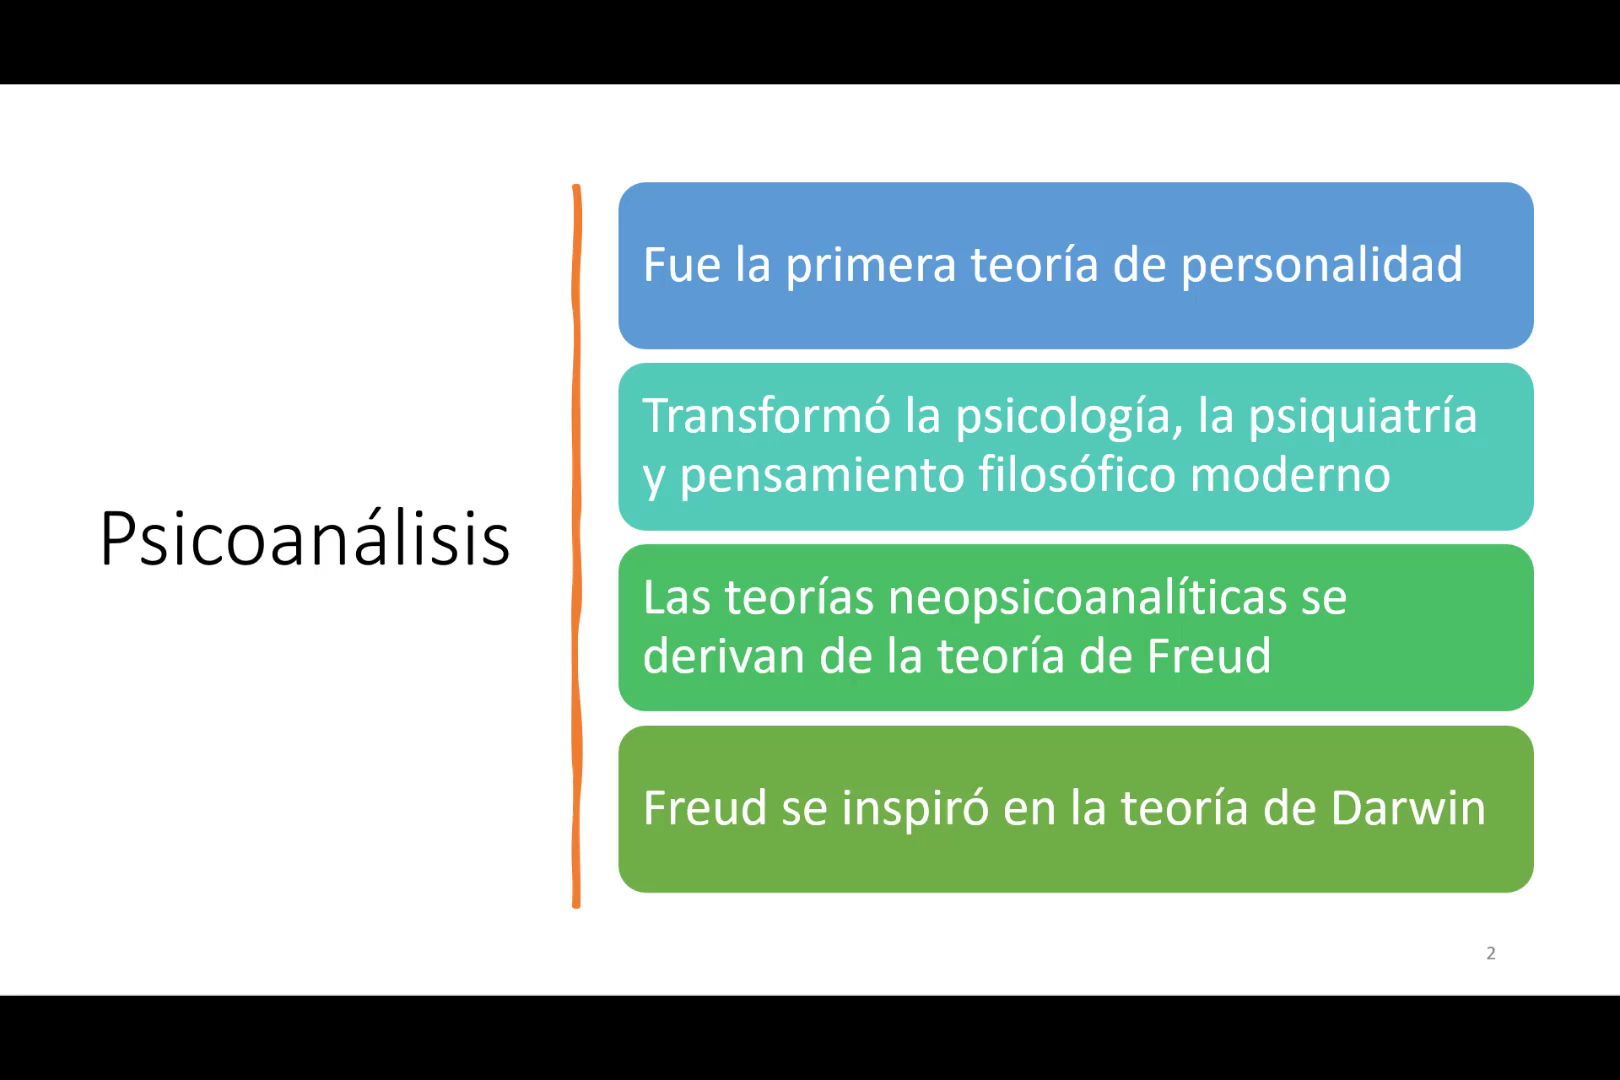 Psicoanálisis
Fue la primera teoría de personalidad
Transformó la psicología, la psiquiatría
y pensamiento filosófico moderno
Las teorías neopsicoanalíticas se
derivan de la teoría de Freud
Freud se inspiró en la teoría de Darwin
2